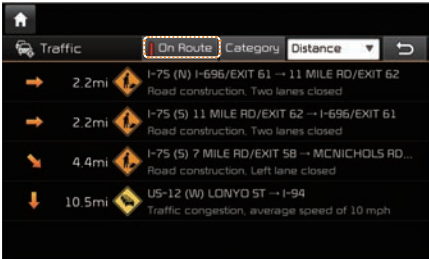 Traffic On Route Category Distance
2.2mi I-75 (N) I-696/EXIT 61 → 11 MILE RD/EXIT 62
Road construction, Two lanes closed
2.2mi I-75 (S) 11 MILE RD/EXIT 62 → I-696/EXIT 61
Road construction, Two lanes closed
4.4mi I-75 (S) 7 MILE RD/EXIT 58 → MCNICHOLS RD...
Road construction, Left lane closed
10.5mi US-12 (W) LONYO ST → I-94
Traffic congestion, average speed of 10 mph